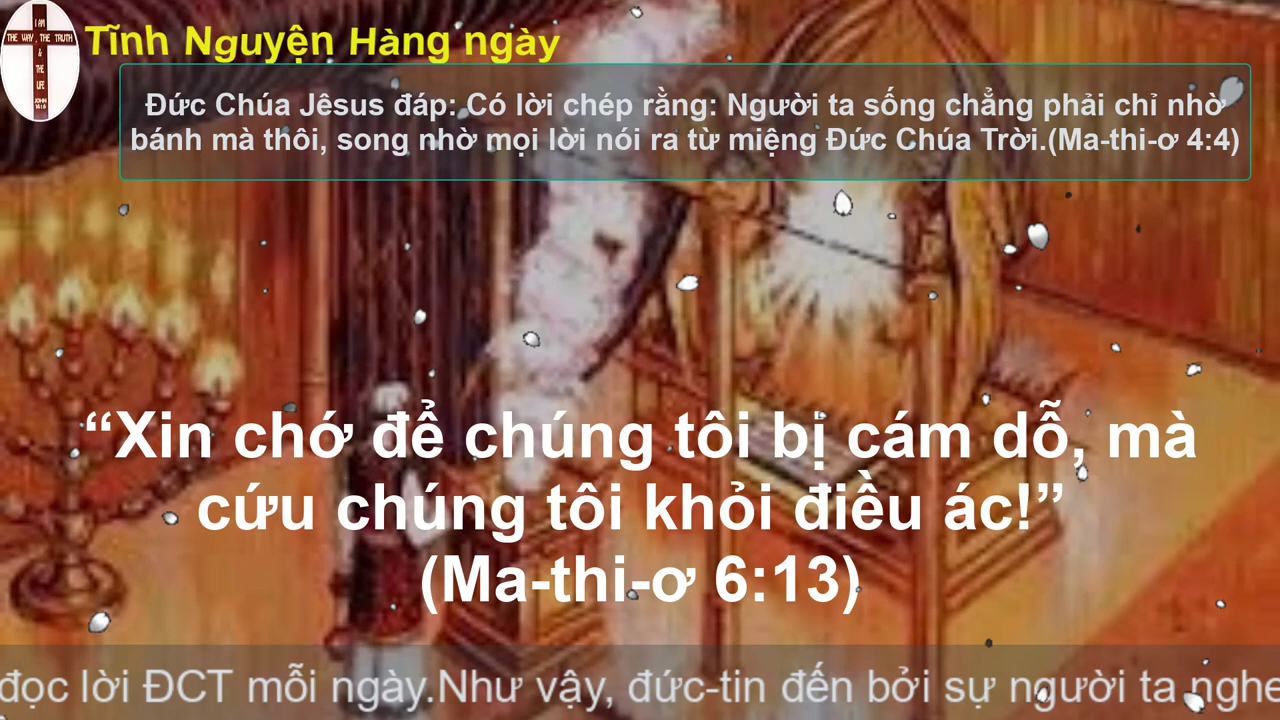 I AM
THE WAY, THE TRUTH
&
THE
LIFE
JOHN
14:6
Tĩnh Nguyện Hàng ngày
Đức Chúa Jêsus đáp: Có lời chép rằng: Người ta sống chẳng phải chỉ nhờ
bánh mà thôi, song nhờ mọi lời nói ra từ miệng Đức Chúa Trời.(Ma-thi-ơ 4:4)
“Xin chớ để chúng tôi bị cám dỗ, mà
cứu chúng tôi khỏi điều ác!”
(Ma-thi-ơ 6:13)
đọc lời ĐCT mỗi ngày.Như vậy, đức-tin đến bởi sự người ta nghe